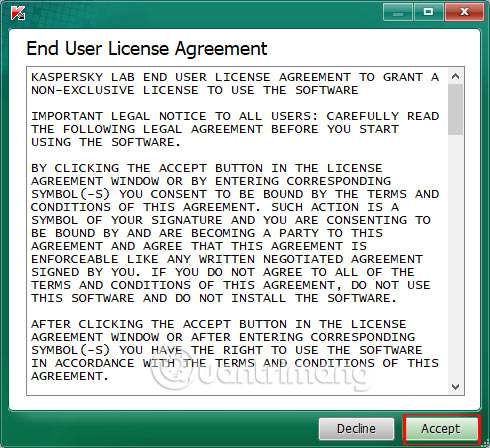 End User License Agreement
KASPERSKY LAB END USER LICENSE AGREEMENT TO GRANT A
NON-EXCLUSIVE LICENSE TO USE THE SOFTWARE
IMPORTANT LEGAL NOTICE TO ALL USERS: CAREFULLY READ
THE FOLLOWING LEGAL AGREEMENT BEFORE YOU START
USING THE SOFTWARE.
BY CLICKING THE ACCEPT BUTTON IN THE LICENSE
AGREEMENT WINDOW OR BY ENTERING CORRESPONDING
SYMBOL(-S) YOU CONSENT TO BE BOUND BY THE TERMS AND
CONDITIONS OF THIS AGREEMENT. SUCH ACTION IS A
SYMBOL OF YOUR SIGNATURE AND YOU ARE CONSENTING TO
BE BOUND BY AND ARE BECOMING A PARTY TO THIS
AGREEMENT AND AGREE THAT THIS AGREEMENT IS
ENFORCEABLE LIKE ANY WRITTEN NEGOTIATED AGREEMENT
SIGNED BY YOU. IF YOU DO NOT AGREE TO ALL OF THE
TERMS AND CONDITIONS OF THIS AGREEMENT, DO NOT USE
THIS SOFTWARE AND DO NOT INSTALL THE SOFTWARE.
AFTER CLICKING THE ACCEPT BUTTON IN THE LICENSE
AGREEMENT WINDOW OR AFTER ENTERING CORRESPONDING
SYMBOL(-S) YOU HAVE THE RIGHT TO USE THE SOFTWARE
IN ACCORDANCE WITH THE TERMS AND CONDITIONS OF THIS
AGREEMENT.
Quantrimang
Decline Accept